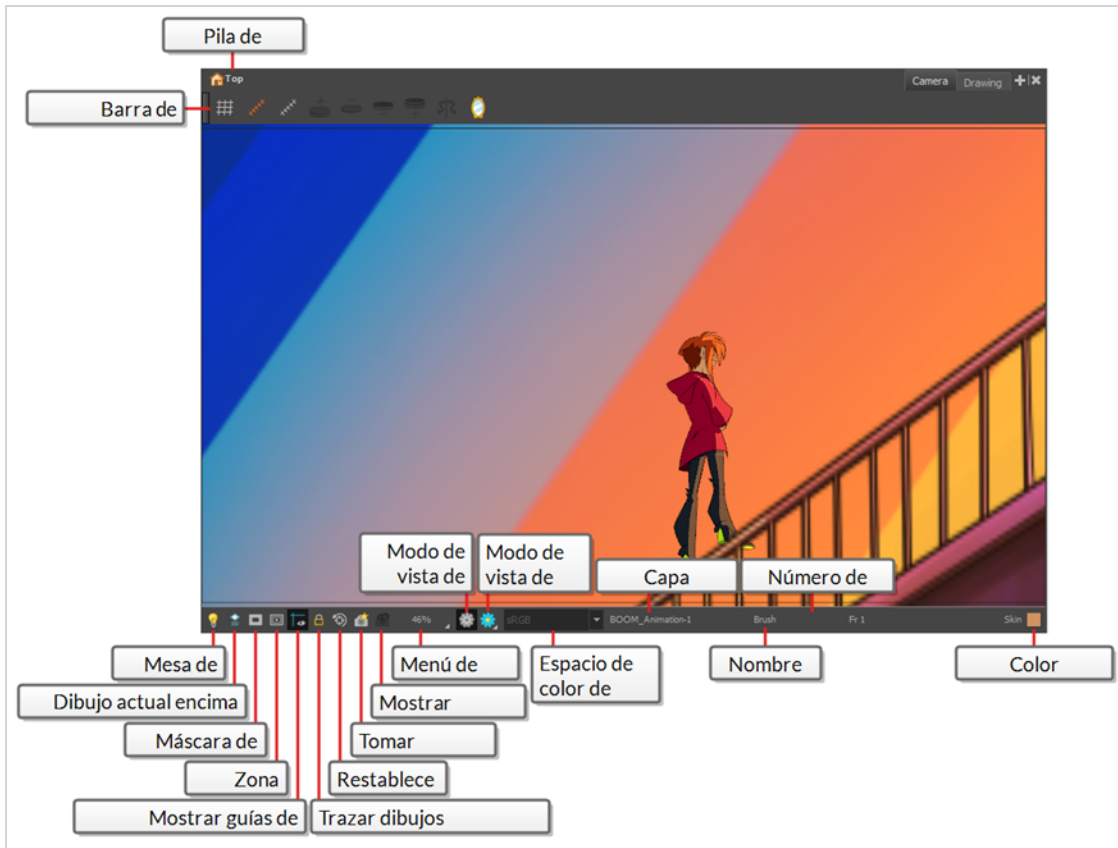 Pila de
Top
Camera
Drawing
Barra de
Modo de
vista de
Modo de
vista de
Capa
Número de
46%
sRGB
BOOM_Animation-1
Brush
Fr 1
Skin
Mesa de
Menú de
Espacio de
color de
Nombre
Color
Dibujo actual encima
Mostrar
Máscara de
Tomar
Zona
Restablece
Mostrar guías de
Trazar dibujos